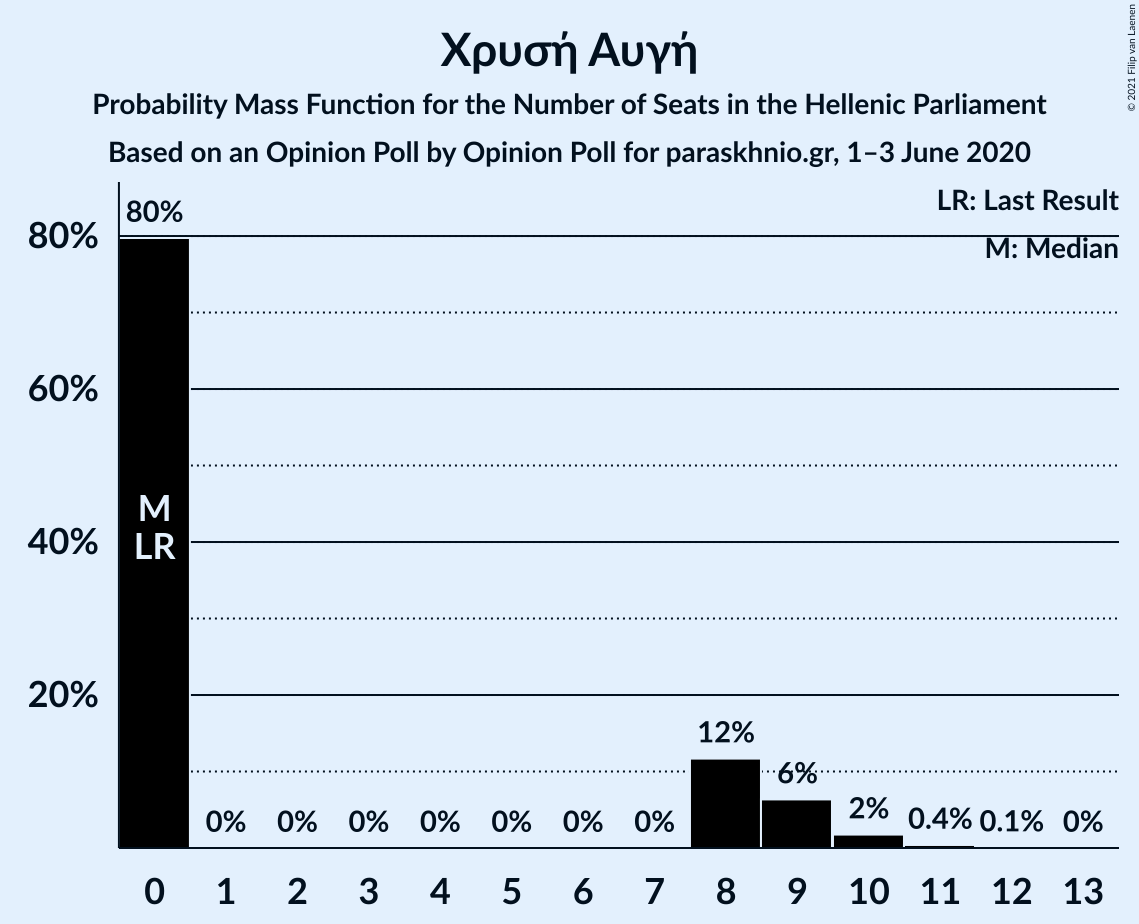 Χρυσή Αυγή
Probability Mass Function for the Number of Seats in the Hellenic Parliament
Based on an Opinion Poll by Opinion Poll for paraskhnio.gr, 1–3 June 2020
© 2021 Filip van Laenen
LR: Last Result
M: Median
80%
60%
40%
20%
80%
M
LR
0% 0% 0% 0% 0% 0% 0% 12% 6% 2% 0.4% 0.1% 0%
0 1 2 3 4 5 6 7 8 9 10 11 12 13